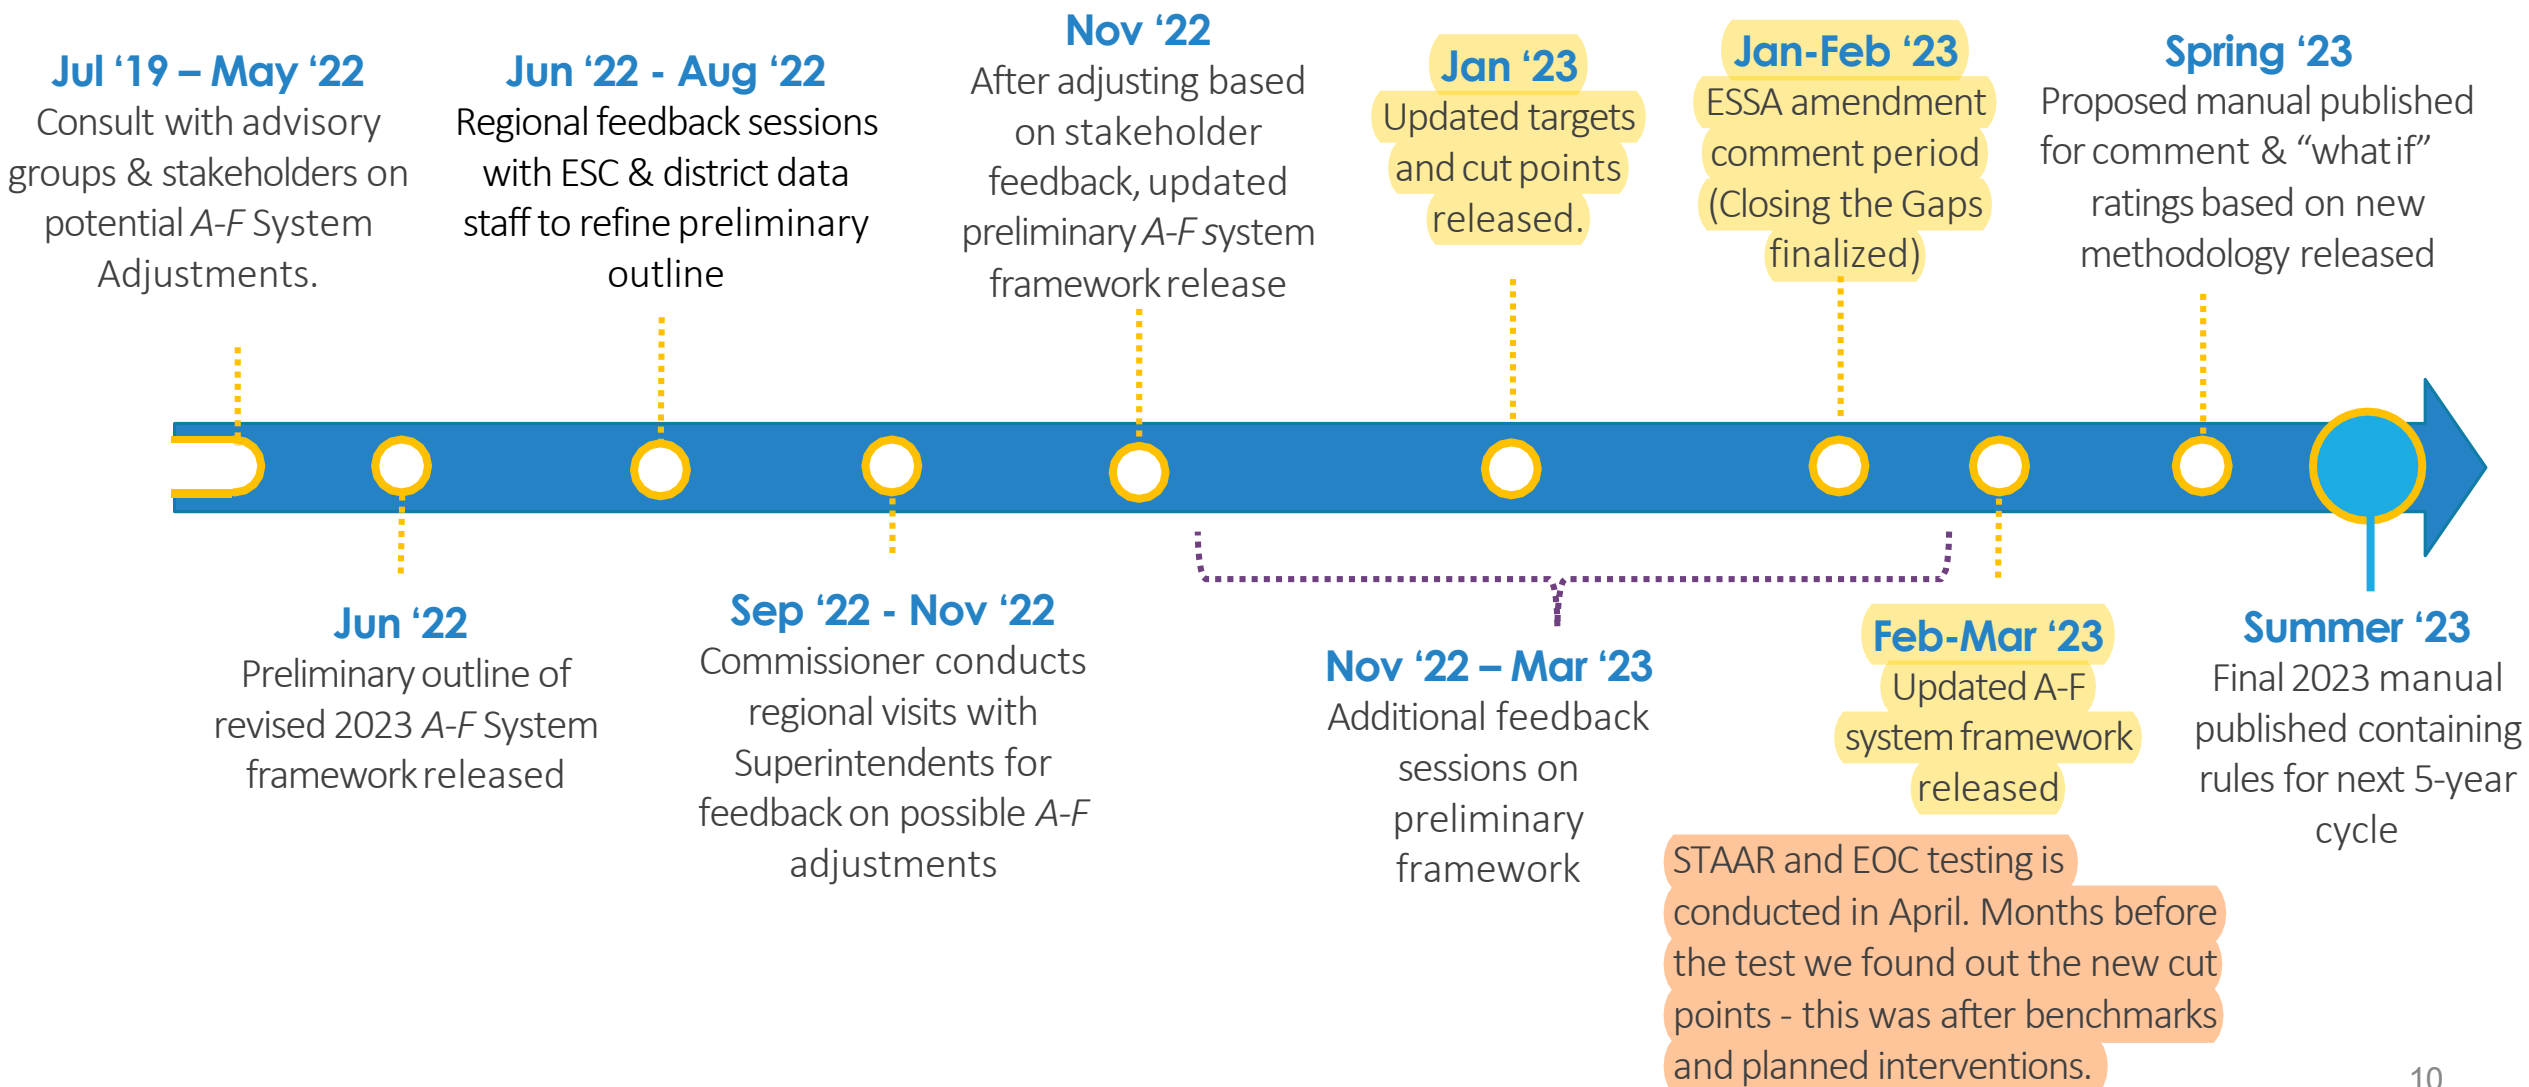 Jul ‘19 – May ‘22
Consult with advisory
groups & stakeholders on
potential A-F System
Adjustments.
Jun ‘22 - Aug ‘22
Regional feedback sessions
with ESC & district data
staff to refine preliminary
outline
Nov ‘22
After adjusting based
on stakeholder
feedback, updated
preliminary A-F system
framework release
Jan ‘23
Updated targets
and cut points
released.
Jan-Feb ‘23
ESSA amendment
comment period
(Closing the Gaps
finalized)
Spring ‘23
Proposed manual published
for comment & “what if”
ratings based on new
methodology released
Jun ‘22
Preliminary outline of
revised 2023 A-F System
framework released
Sep ‘22 - Nov ‘22
Commissioner conducts
regional visits with
Superintendents for
feedback on possible A-F
adjustments
Nov ‘22 – Mar ‘23
Additional feedback
sessions on
preliminary
framework
Feb-Mar ‘23
Updated A-F
system framework
released
Summer ‘23
Final 2023 manual
published containing
rules for next 5-year
cycle
STAAR and EOC testing is
conducted in April. Months before
the test we found out the new cut
points - this was after benchmarks
and planned interventions.
10